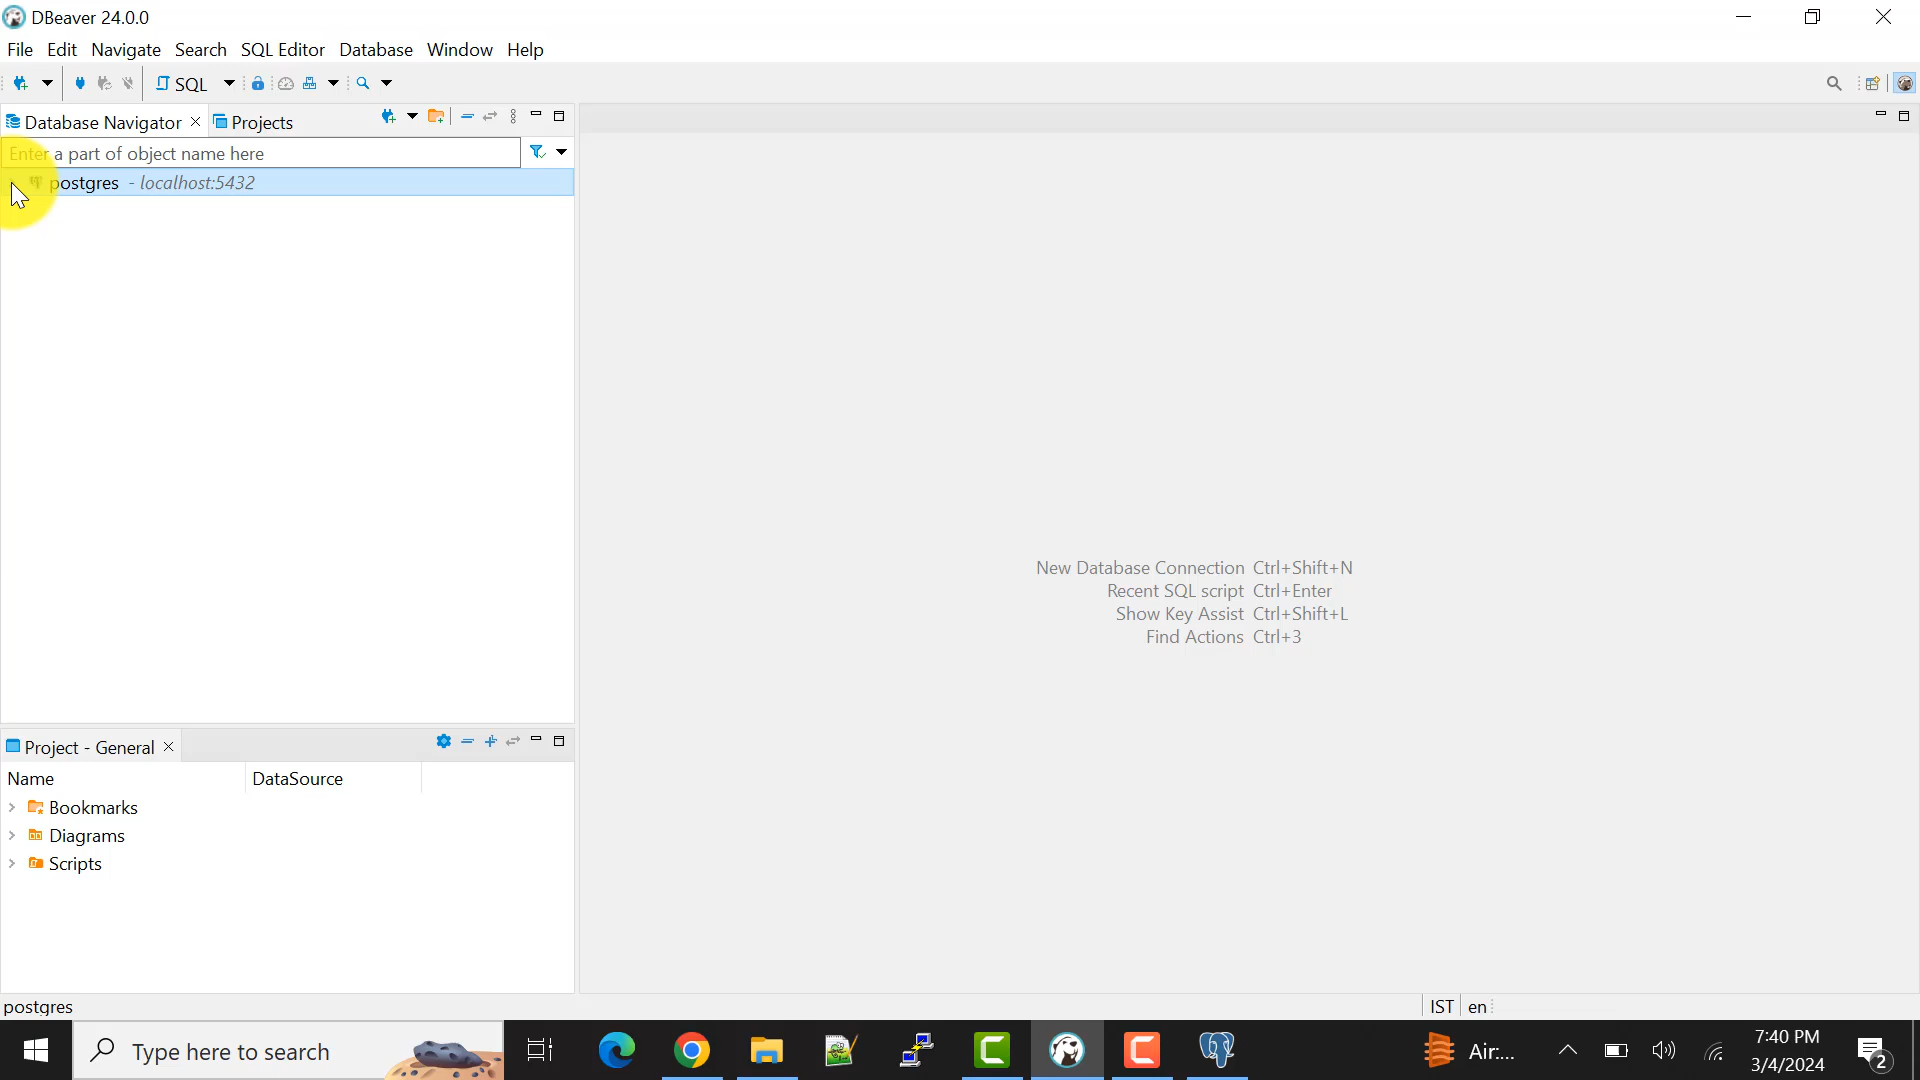 DBeaver 24.0.0
File Edit Navigate Search SQL Editor Database Window Help
SQL
Database Navigator Projects
Enter a part of object name here
postgres - localhost:5432
New Database Connection Ctrl+Shift+N
Recent SQL script Ctrl+Enter
Show Key Assist Ctrl+Shift+L
Find Actions Ctrl+3
Project - General
Name DataSource
Bookmarks
Diagrams
Scripts
postgres IST en
Type here to search
Air:...
7:40 PM
3/4/2024
2